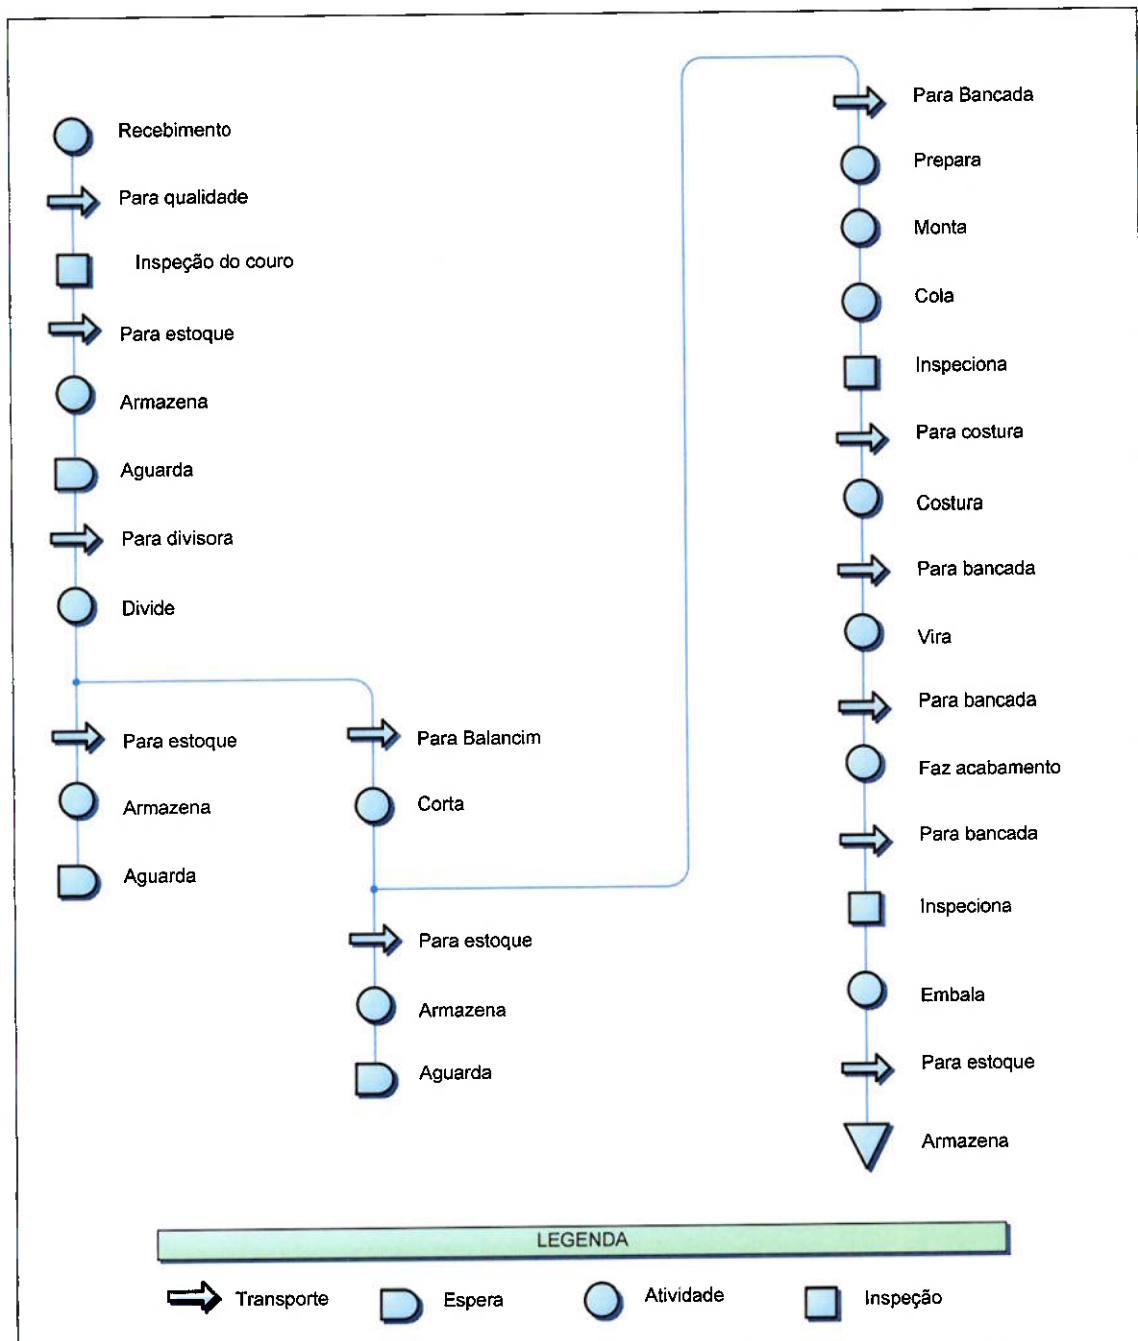 Recebimento
Para qualidade
Inspeção do couro
Para estoque
Armazena
Aguarda
Para divisora
Divide
Para estoque
Armazena
Aguarda
Para Balancim
Corta
Para estoque
Armazena
Aguarda
Para Bancada
Prepara
Monta
Cola
Inspeciona
Para costura
Costura
Para bancada
Vira
Para bancada
Faz acabamento
Para bancada
Inspeciona
Embala
Para estoque
Armazena
LEGENDA
Transporte
Espera
Atividade
Inspeção